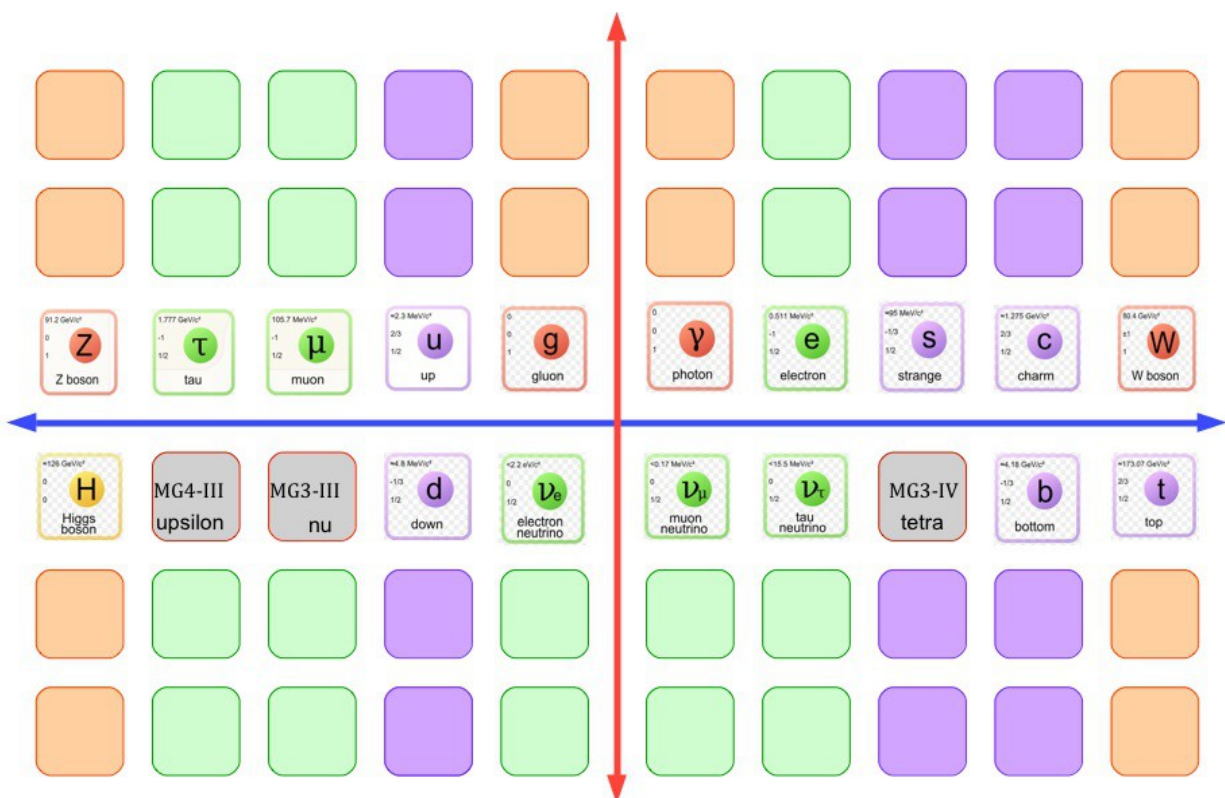 91.2 GeV/c²
0
1
Z
Z boson
1.777 GeV/c²
-1
1/2
τ
tau
105.7 MeV/c²
-1
1/2
μ
muon
≈2.3 MeV/c²
2/3
1/2
u
up
0
0
1
g
gluon
0
0
1
γ
photon
0.511 MeV/c²
-1
1/2
e
electron
≈95 MeV/c²
-1/3
1/2
s
strange
≈1.275 GeV/c²
2/3
1/2
c
charm
80.4 GeV/c²
±1
1
W
W boson
≈126 GeV/c²
0
0
H
Higgs
boson
MG4-III
upsilon
MG3-III
nu
≈4.8 MeV/c²
-1/3
1/2
d
down
<2.2 eV/c²
0
1/2
νe
electron
neutrino
<0.17 MeV/c²
0
1/2
νμ
muon
neutrino
<15.5 MeV/c²
0
1/2
ντ
tau
neutrino
MG3-IV
tetra
≈4.18 GeV/c²
-1/3
1/2
b
bottom
≈173.07 GeV/c²
2/3
1/2
t
top